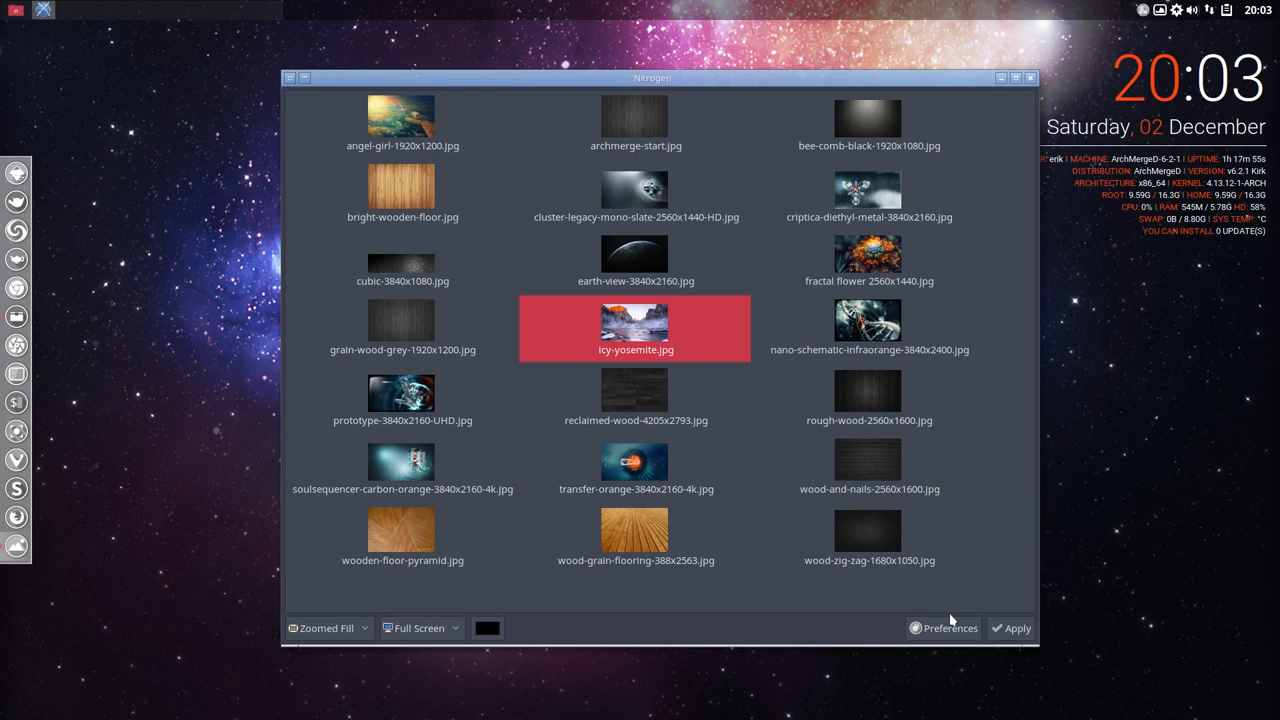 20:03
Nitrogen
20:03
Saturday, 02 December
erik | MACHINE: ArchMergeD-6-2-1 | UPTIME: 1h 17m 55s
DISTRIBUTION: ArchMergeD | VERSION: v6.2.1 Kirk
ARCHITECTURE: x86_64 | KERNEL: 4.13.12-1-ARCH
ROOT: 9.59G / 16.3G | HOME: 9.59G / 16.3G
CPU: 0% | RAM: 545M / 5.78G HD: 58%
SWAP: 0B / 8.80G | SYS TEMP: °C
YOU CAN INSTALL 0 UPDATE(S)
angel-girl-1920x1200.jpg
archmerge-start.jpg
bee-comb-black-1920x1080.jpg
bright-wooden-floor.jpg
cluster-legacy-mono-slate-2560x1440-HD.jpg
criptica-diethyl-metal-3840x2160.jpg
cubic-3840x1080.jpg
earth-view-3840x2160.jpg
fractal flower 2560x1440.jpg
grain-wood-grey-1920x1200.jpg
icy-yosemite.jpg
nano-schematic-infraorange-3840x2400.jpg
prototype-3840x2160-UHD.jpg
reclaimed-wood-4205x2793.jpg
rough-wood-2560x1600.jpg
soulsequencer-carbon-orange-3840x2160-4k.jpg
transfer-orange-3840x2160-4k.jpg
wood-and-nails-2560x1600.jpg
wooden-floor-pyramid.jpg
wood-grain-flooring-388x2563.jpg
wood-zig-zag-1680x1050.jpg
Zoomed Fill
Full Screen
Preferences
Apply